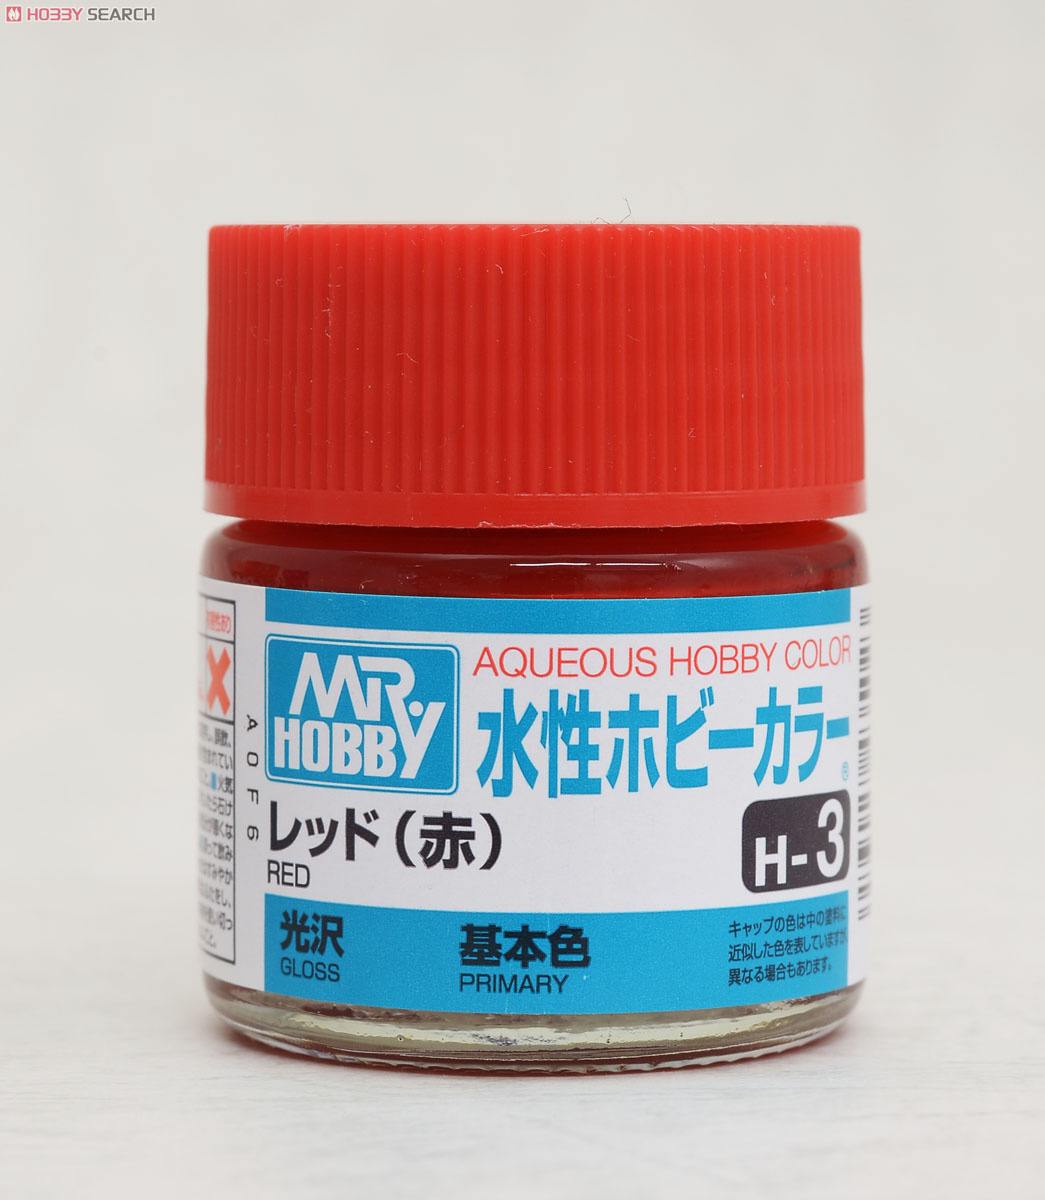 HOBBY SEARCH
AQUEOUS HOBBY COLOR
MR. HOBBY
水性ホビーカラー®
レッド(赤)
RED
H-3
光沢
GLOSS
基本色
PRIMARY
キャップの色は中の塗料に
近似した色を表していますが、
異なる場合もあります。
AOF6